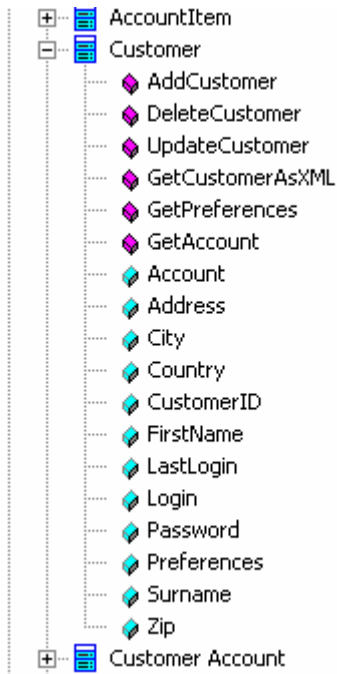 AccountItem
Customer
AddCustomer
DeleteCustomer
UpdateCustomer
GetCustomerAsXML
GetPreferences
GetAccount
Account
Address
City
Country
CustomerID
FirstName
LastLogin
Login
Password
Preferences
Surname
Zip
Customer Account